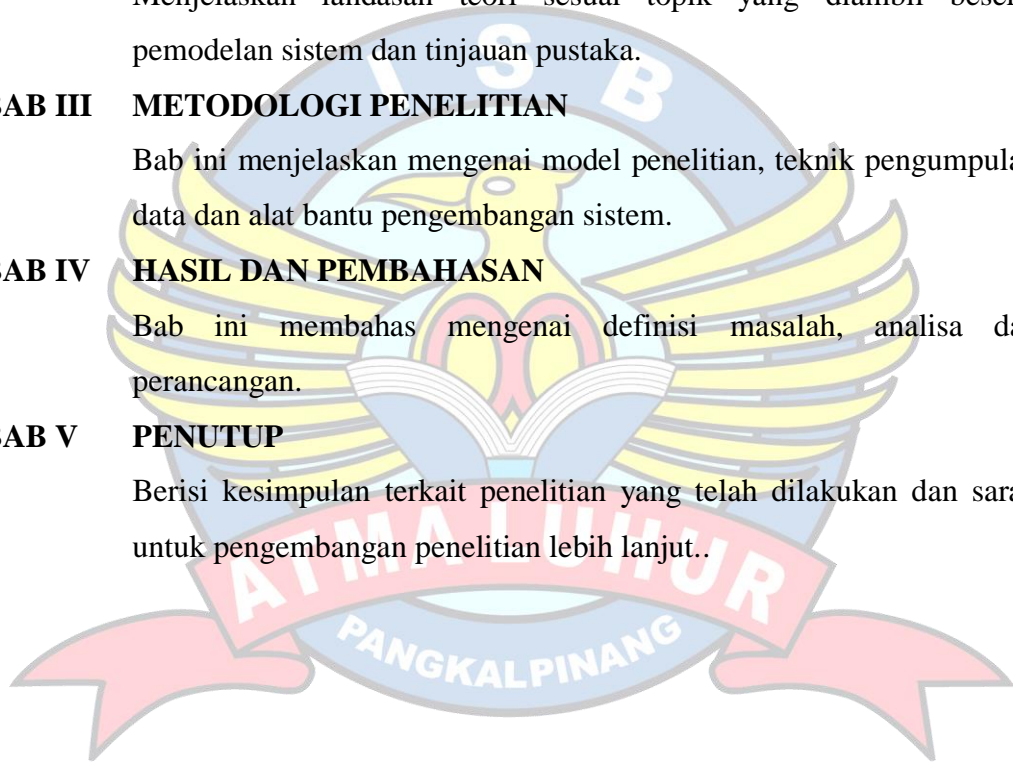 Menjelaskan landasan teori sesuai topik yang diambil beser
pemodelan sistem dan tinjauan pustaka.
BAB III METODOLOGI PENELITIAN
Bab ini menjelaskan mengenai model penelitian, teknik pengumpula
data dan alat bantu pengembangan sistem.
BAB IV HASIL DAN PEMBAHASAN
Bab ini membahas mengenai definisi masalah, analisa da
perancangan.
BAB V PENUTUP
Berisi kesimpulan terkait penelitian yang telah dilakukan dan sara
untuk pengembangan penelitian lebih lanjut..
I S B
ATMA LUHUR
PANGKALPINANG